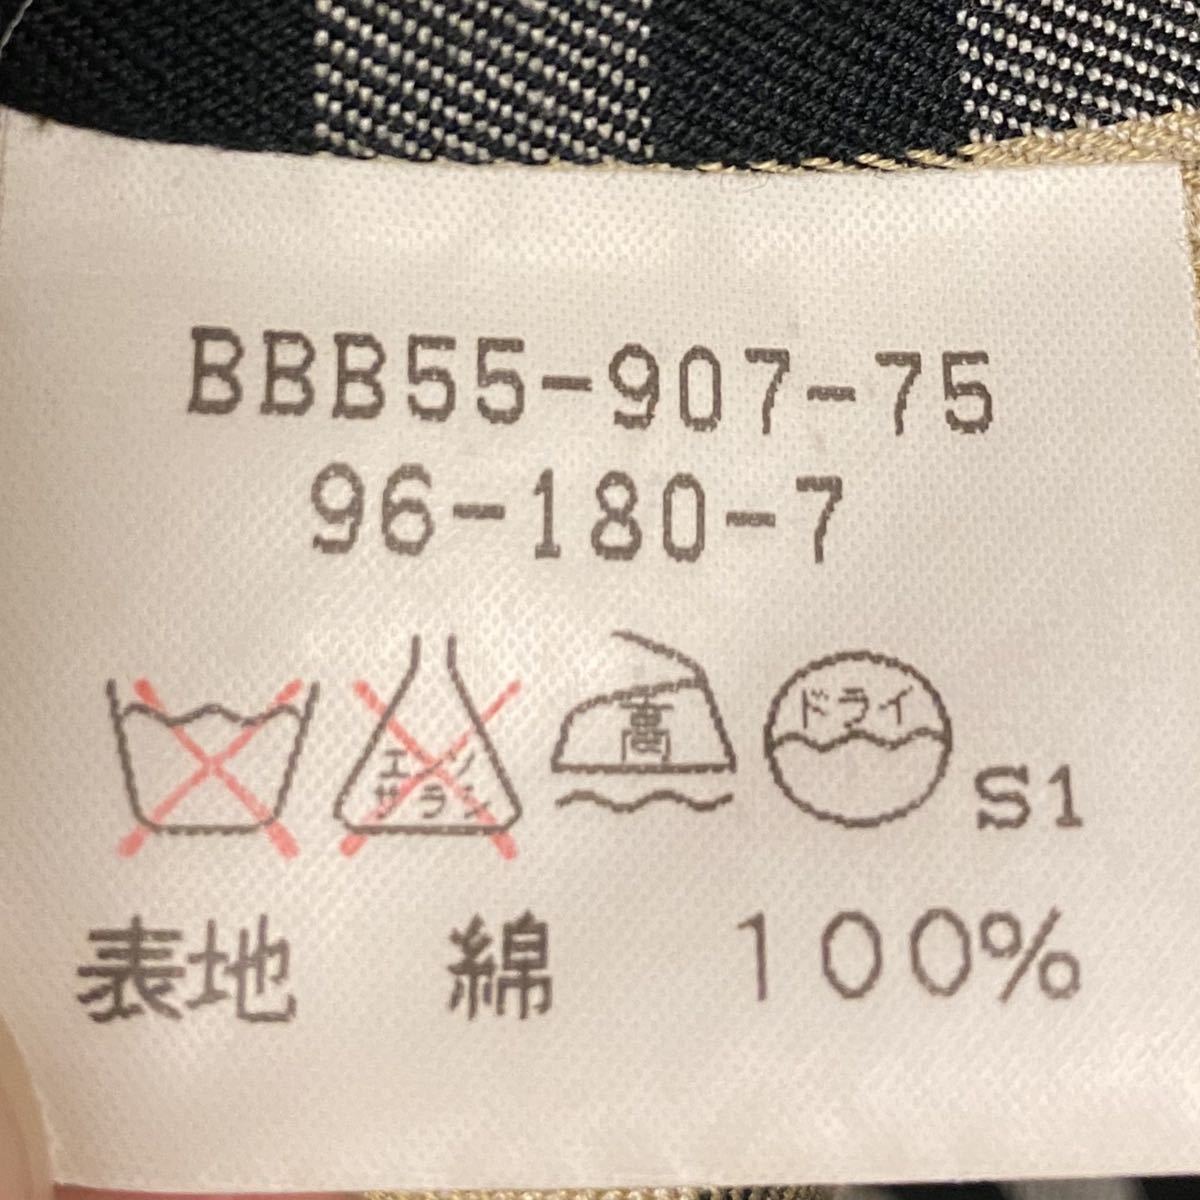 BBB55-907-75
96-180-7
エンソ
サラシ
高
ドライ
S1
表地 綿 100%